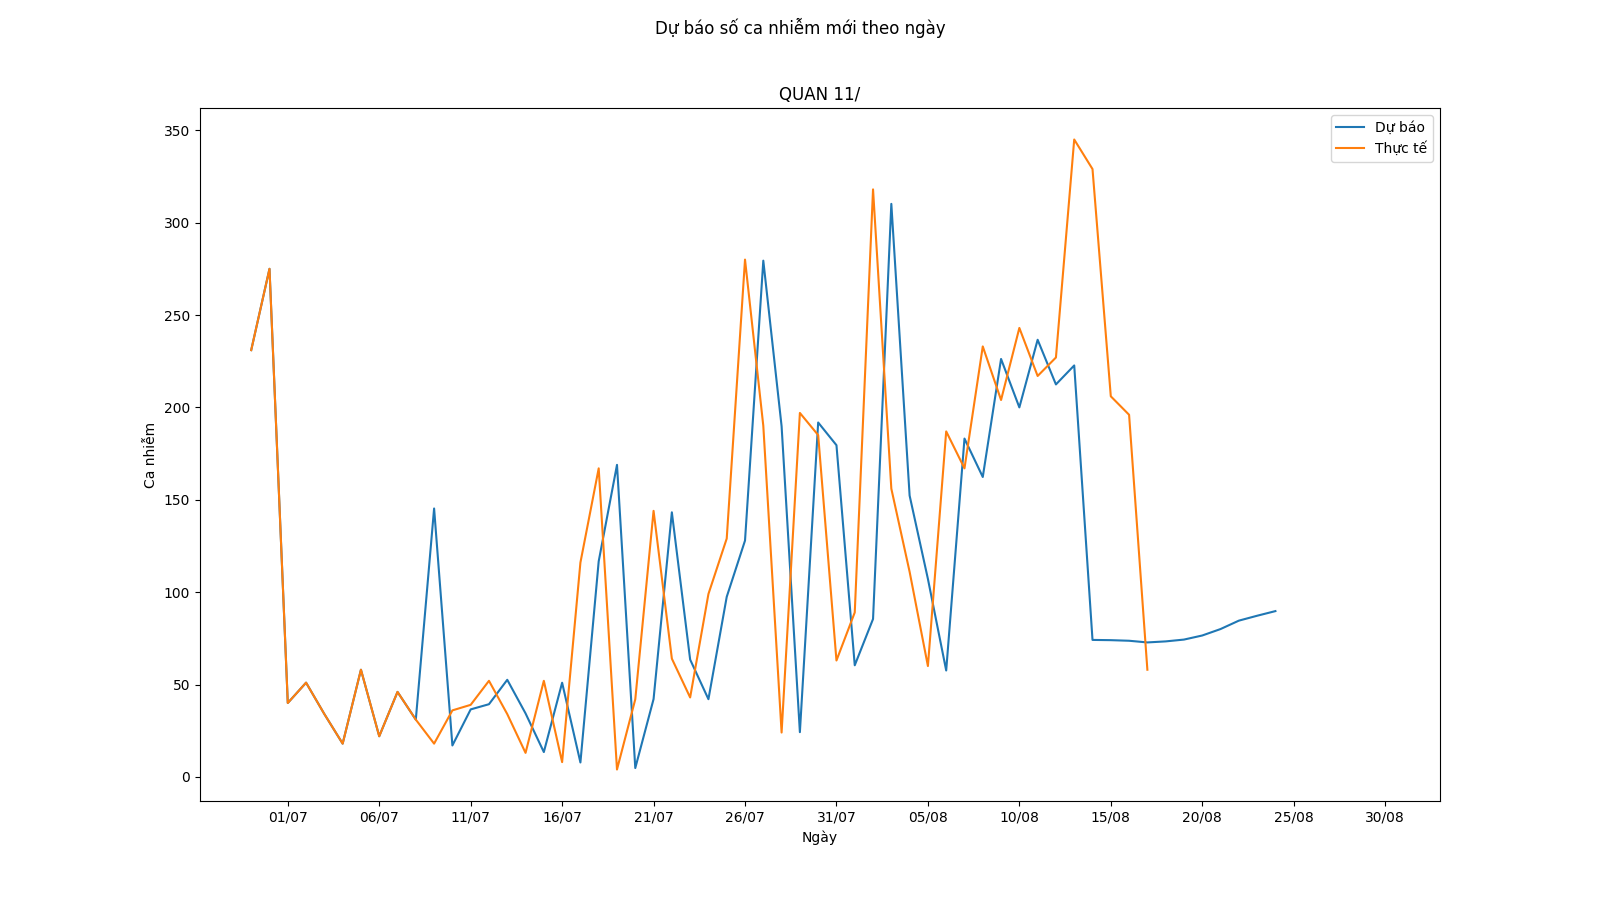 Dự báo số ca nhiễm mới theo ngày
QUAN 11/
Dự báo
Thực tế
350
300
250
200
150
100
50
0
Ca nhiễm
01/07 06/07 11/07 16/07 21/07 26/07 31/07 05/08 10/08 15/08 20/08 25/08 30/08
Ngày